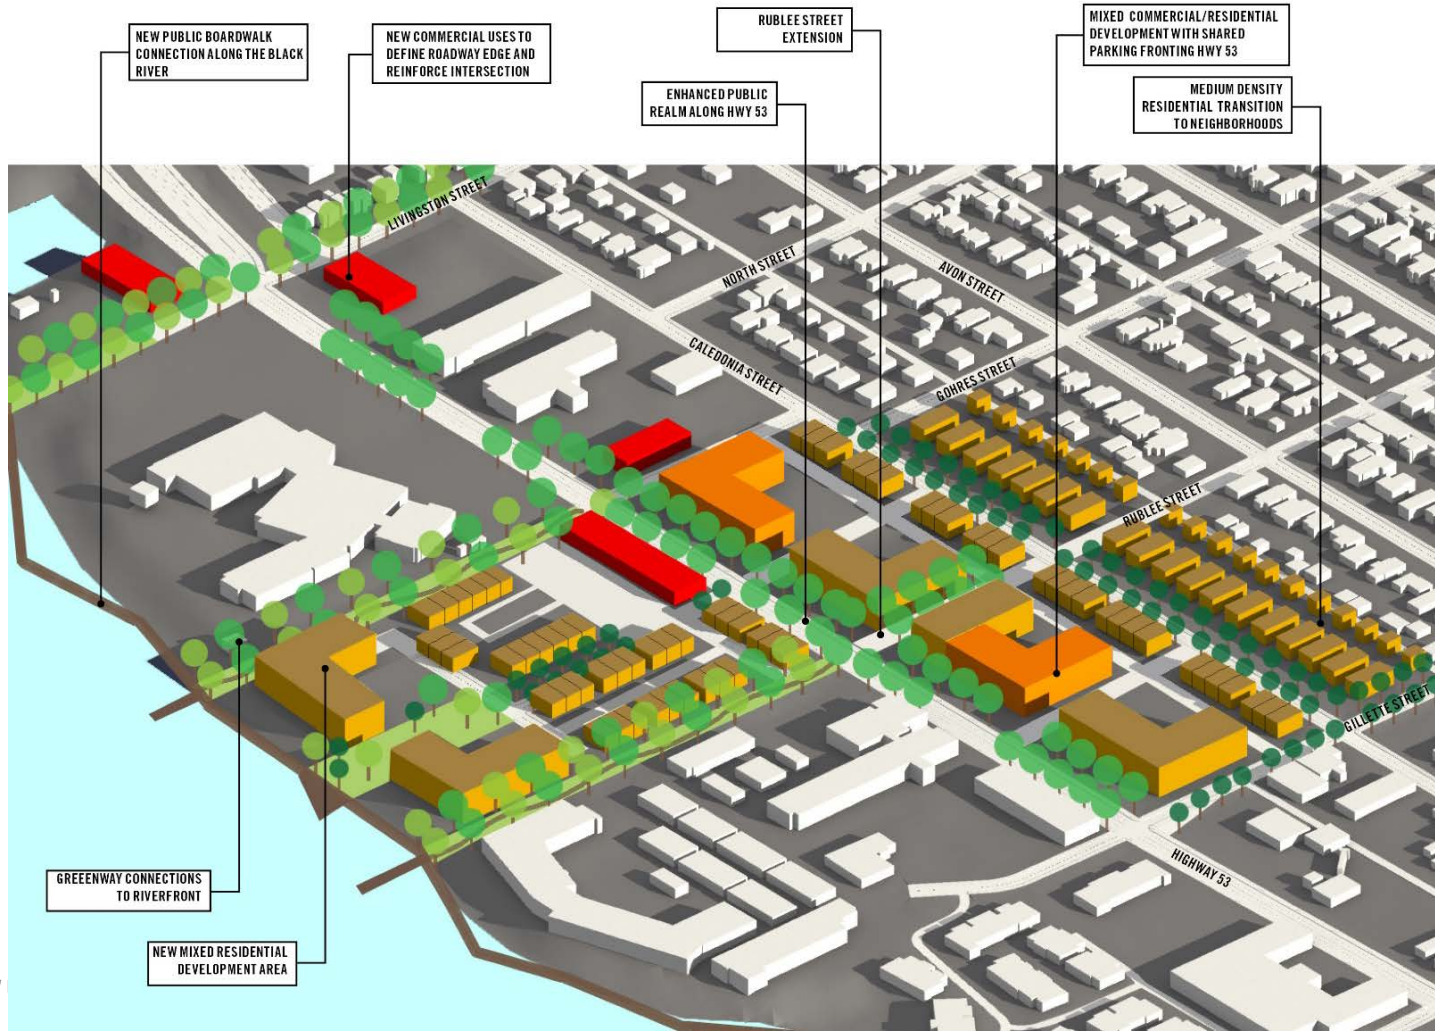 NEW PUBLIC BOARDWALK
CONNECTION ALONG THE BLACK
RIVER
NEW COMMERCIAL USES TO
DEFINE ROADWAY EDGE AND
REINFORCE INTERSECTION
RUBLEE STREET
EXTENSION
MIXED COMMERCIAL/RESIDENTIAL
DEVELOPMENT WITH SHARED
PARKING FRONTING HWY 53
ENHANCED PUBLIC
REALM ALONG HWY 53
MEDIUM DENSITY
RESIDENTIAL TRANSITION
TO NEIGHBORHOODS
LIVINGSTON STREET
NORTH STREET
AVON STREET
CALEDONIA STREET
GOHRES STREET
RUBLEE STREET
GILLETTE STREET
HIGHWAY 53
GREEENWAY CONNECTIONS
TO RIVERFRONT
NEW MIXED RESIDENTIAL
DEVELOPMENT AREA